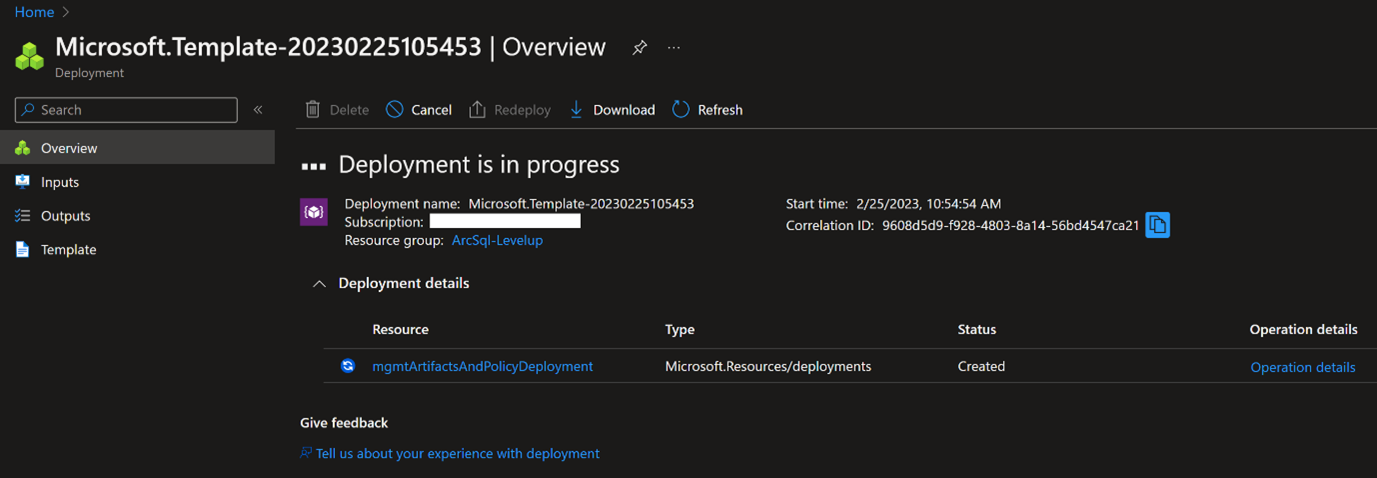 Home
Microsoft.Template-20230225105453 | Overview
Deployment
Search
Overview
Inputs
Outputs
Template
Delete Cancel Redeploy Download Refresh
Deployment is in progress
Deployment name: Microsoft.Template-20230225105453
Subscription:
Resource group: ArcSql-Levelup
Start time: 2/25/2023, 10:54:54 AM
Correlation ID: 9608d5d9-f928-4803-8a14-56bd4547ca21
Deployment details
Resource Type Status Operation details
mgmtArtifactsAndPolicyDeployment Microsoft.Resources/deployments Created Operation details
Give feedback
Tell us about your experience with deployment